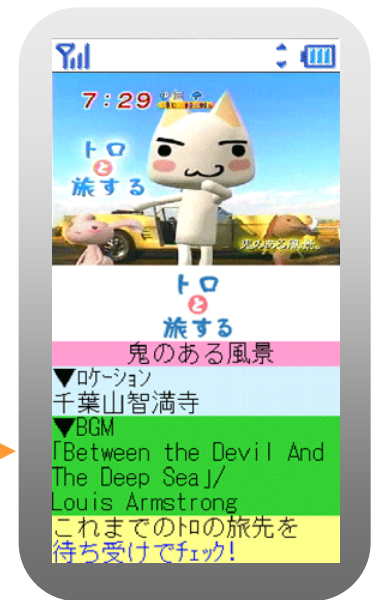 7:29
トロ
と
旅する
鬼のある風景。
トロ
と
旅する
鬼のある風景
▼ﾛｹｰｼｮﾝ
千葉山智満寺
▼BGM
「Between the Devil And
The Deep Sea」/
Louis Armstrong
これまでのﾄﾛの旅先を
待ち受けでﾁｪｯｸ!